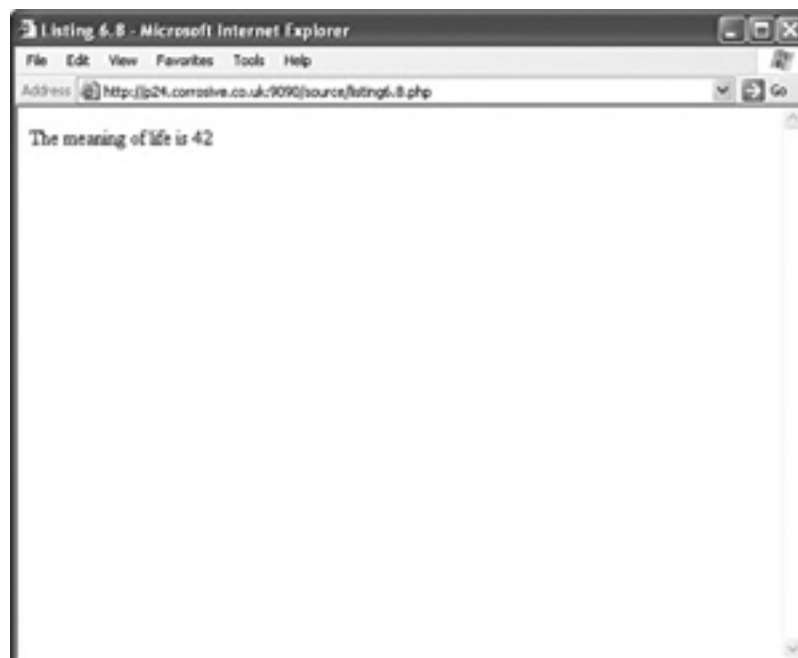 Listing 6.8 - Microsoft Internet Explorer
File Edit View Favorites Tools Help
Address http://p24.corrosive.co.uk:9090/source/listing6.8.php Go
The meaning of life is 42